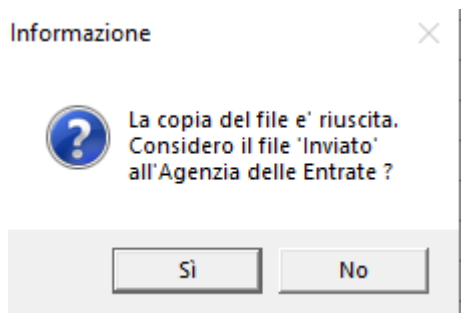 Informazione
La copia del file e' riuscita.
Considero il file 'Inviato'
all'Agenzia delle Entrate ?
Sì
No